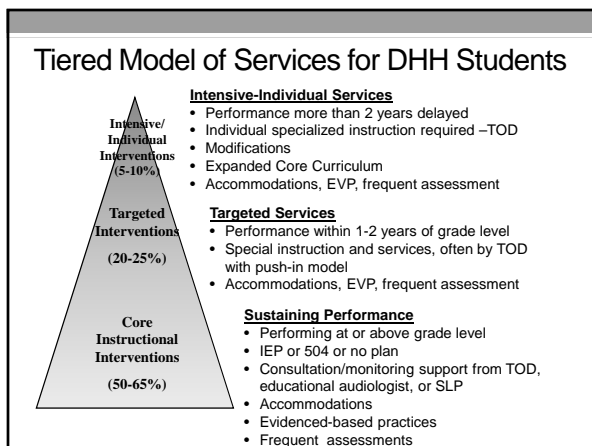 Tiered Model of Services for DHH Students
Intensive/
Individual
Interventions
(5-10%)
Targeted
Interventions
(20-25%)
Core
Instructional
Interventions
(50-65%)
Intensive-Individual Services
• Performance more than 2 years delayed
• Individual specialized instruction required –TOD
• Modifications
• Expanded Core Curriculum
• Accommodations, EVP, frequent assessment
Targeted Services
• Performance within 1-2 years of grade level
• Special instruction and services, often by TOD
with push-in model
• Accommodations, EVP, frequent assessment
Sustaining Performance
• Performing at or above grade level
• IEP or 504 or no plan
• Consultation/monitoring support from TOD,
educational audiologist, or SLP
• Accommodations
• Evidenced-based practices
• Frequent assessments